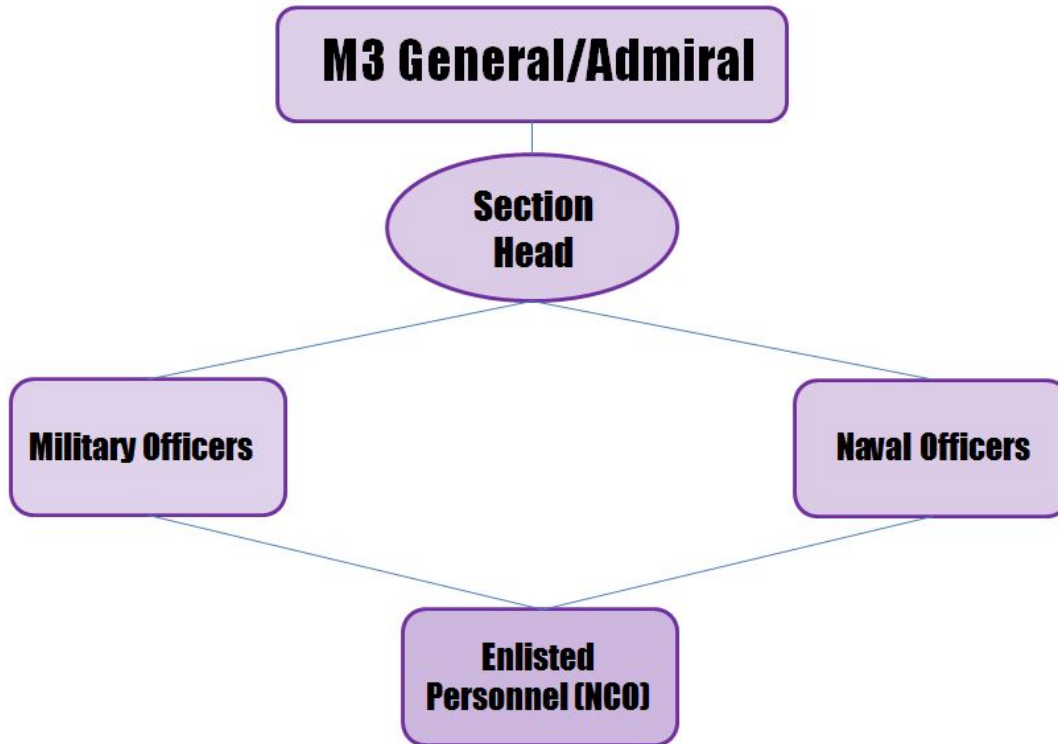 M3 General/Admiral
Section
Head
Military Officers
Naval Officers
Enlisted
Personnel (NCO)